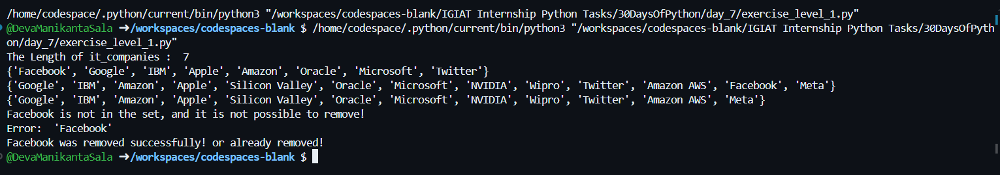 /home/codespace/.python/current/bin/python3 "/workspaces/codespaces-blank/IGIAT Internship Python Tasks/30DaysOfPython/day_7/exercise_level_1.py"
@DevaManikantaSala ➜/workspaces/codespaces-blank $ /home/codespace/.python/current/bin/python3 "/workspaces/codespaces-blank/IGIAT Internship Python Tasks/30DaysOfPyth
on/day_7/exercise_level_1.py"
The Length of it_companies :  7
{'Facebook', 'Google', 'IBM', 'Apple', 'Amazon', 'Oracle', 'Microsoft', 'Twitter'}
{'Google', 'IBM', 'Amazon', 'Apple', 'Silicon Valley', 'Oracle', 'Microsoft', 'NVIDIA', 'Wipro', 'Twitter', 'Amazon AWS', 'Facebook', 'Meta'}
{'Google', 'IBM', 'Amazon', 'Apple', 'Silicon Valley', 'Oracle', 'Microsoft', 'NVIDIA', 'Wipro', 'Twitter', 'Amazon AWS', 'Meta'}
Facebook is not in the set, and it is not possible to remove!
Error:  'Facebook'
Facebook was removed successfully! or already removed!
@DevaManikantaSala ➜/workspaces/codespaces-blank $